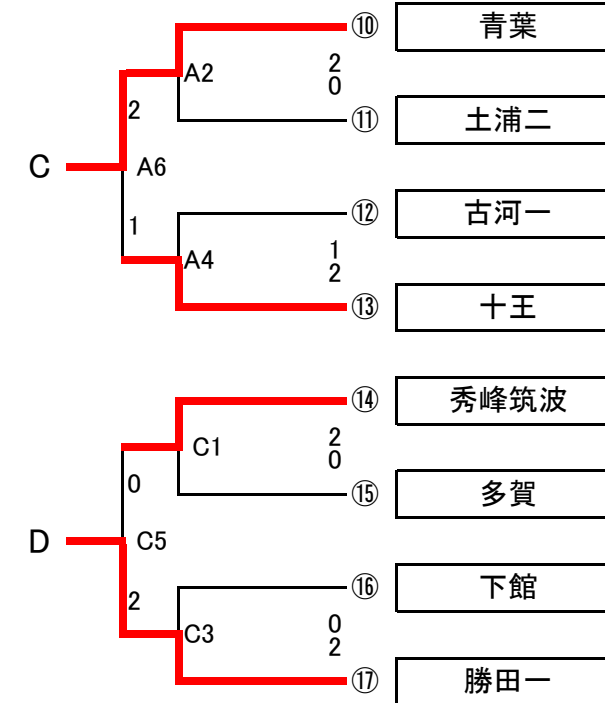 ⑩ 青葉
A2 2
0
2
⑪ 土浦二
C A6
⑫ 古河一
1
A4 1
2
⑬ 十王
⑭ 秀峰筑波
C1 2
0
0
⑮ 多賀
D C5
⑯ 下館
2
C3 0
2
⑰ 勝田一